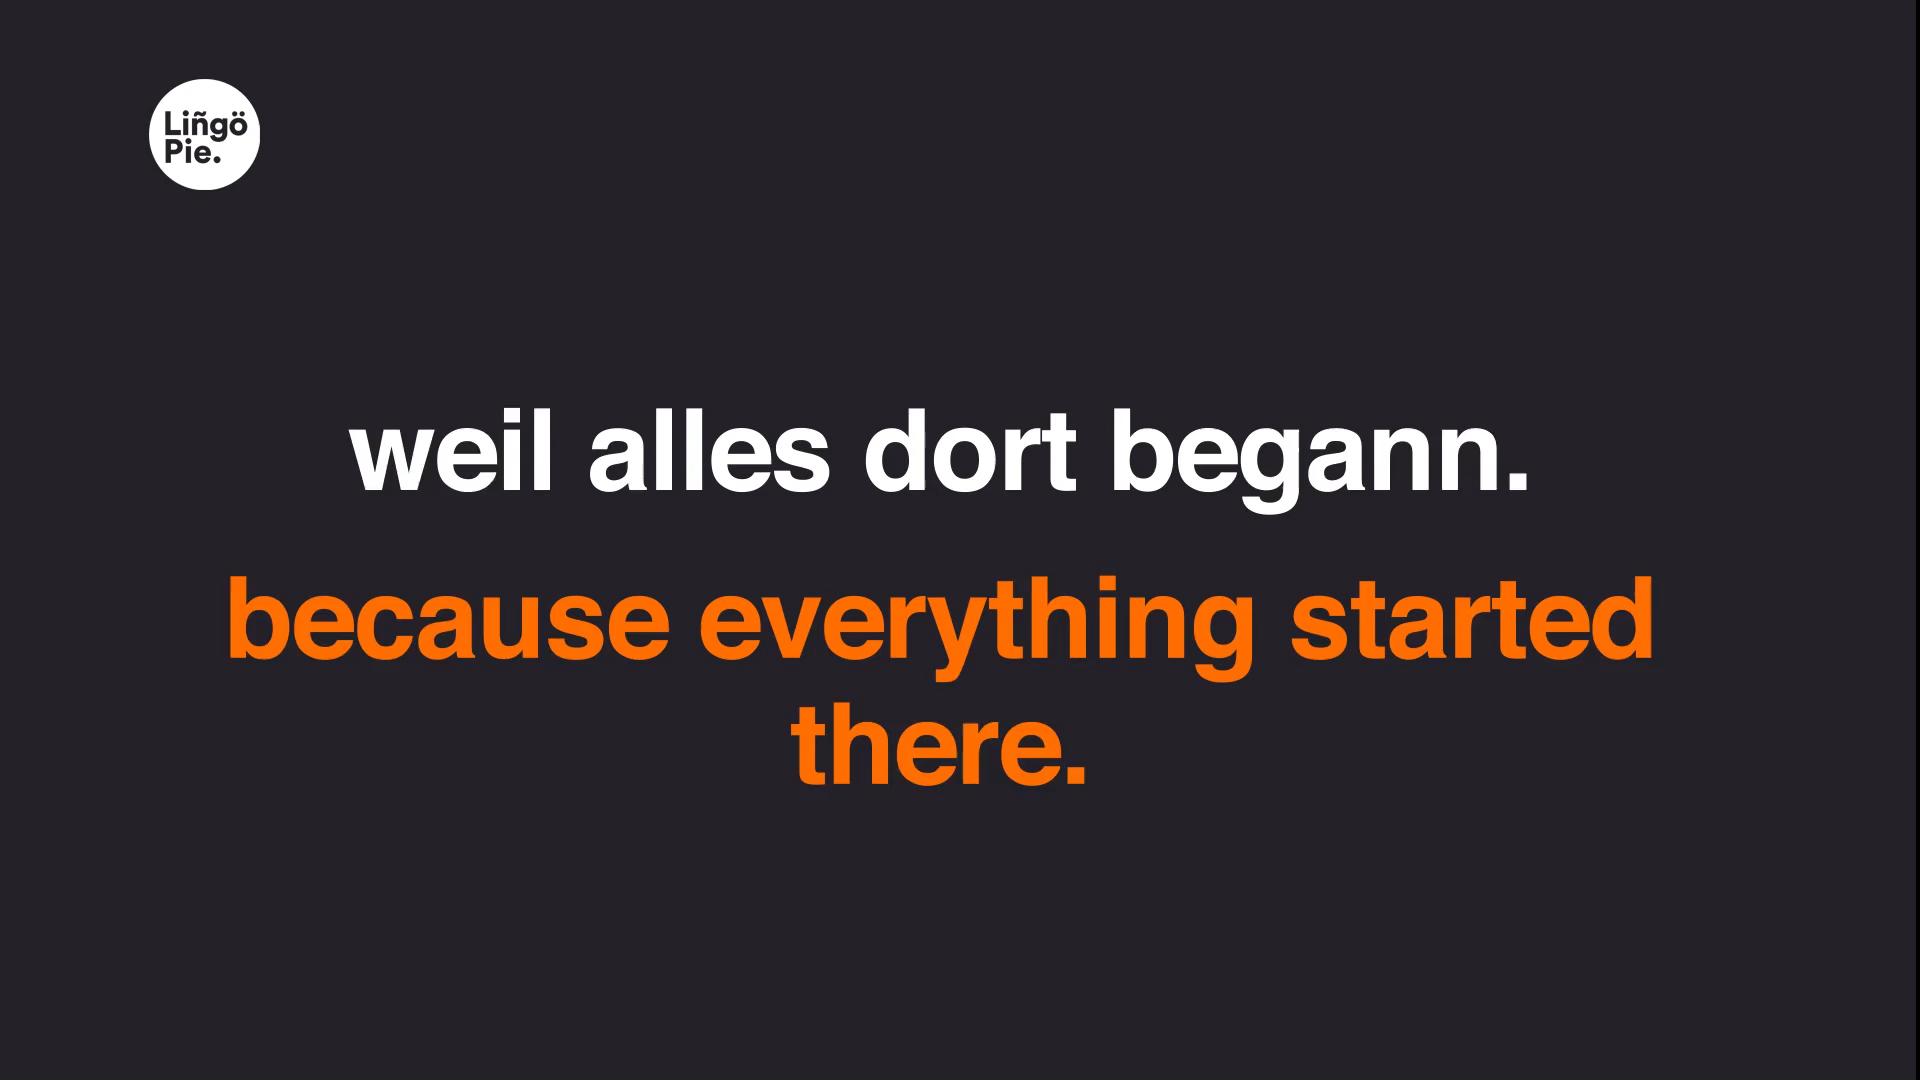 Liñgö
Pie.
weil alles dort begann.
because everything started
there.